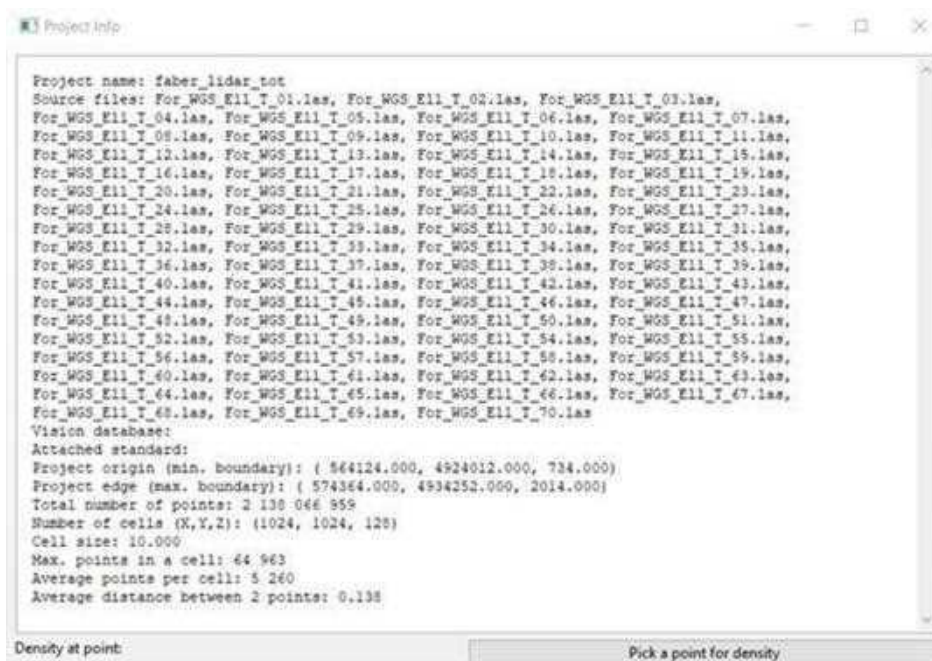 Project Info
Project name: faber_lidar_tot
Source files: For_WGS_E11_T_01.las, For_WGS_E11_T_02.las, For_WGS_E11_T_03.las,
For_WGS_E11_T_04.las, For_WGS_E11_T_05.las, For_WGS_E11_T_06.las, For_WGS_E11_T_07.las,
For_WGS_E11_T_08.las, For_WGS_E11_T_09.las, For_WGS_E11_T_10.las, For_WGS_E11_T_11.las,
For_WGS_E11_T_12.las, For_WGS_E11_T_13.las, For_WGS_E11_T_14.las, For_WGS_E11_T_15.las,
For_WGS_E11_T_16.las, For_WGS_E11_T_17.las, For_WGS_E11_T_18.las, For_WGS_E11_T_19.las,
For_WGS_E11_T_20.las, For_WGS_E11_T_21.las, For_WGS_E11_T_22.las, For_WGS_E11_T_23.las,
For_WGS_E11_T_24.las, For_WGS_E11_T_25.las, For_WGS_E11_T_26.las, For_WGS_E11_T_27.las,
For_WGS_E11_T_28.las, For_WGS_E11_T_29.las, For_WGS_E11_T_30.las, For_WGS_E11_T_31.las,
For_WGS_E11_T_32.las, For_WGS_E11_T_33.las, For_WGS_E11_T_34.las, For_WGS_E11_T_35.las,
For_WGS_E11_T_36.las, For_WGS_E11_T_37.las, For_WGS_E11_T_38.las, For_WGS_E11_T_39.las,
For_WGS_E11_T_40.las, For_WGS_E11_T_41.las, For_WGS_E11_T_42.las, For_WGS_E11_T_43.las,
For_WGS_E11_T_44.las, For_WGS_E11_T_45.las, For_WGS_E11_T_46.las, For_WGS_E11_T_47.las,
For_WGS_E11_T_48.las, For_WGS_E11_T_49.las, For_WGS_E11_T_50.las, For_WGS_E11_T_51.las,
For_WGS_E11_T_52.las, For_WGS_E11_T_53.las, For_WGS_E11_T_54.las, For_WGS_E11_T_55.las,
For_WGS_E11_T_56.las, For_WGS_E11_T_57.las, For_WGS_E11_T_58.las, For_WGS_E11_T_59.las,
For_WGS_E11_T_60.las, For_WGS_E11_T_61.las, For_WGS_E11_T_62.las, For_WGS_E11_T_63.las,
For_WGS_E11_T_64.las, For_WGS_E11_T_65.las, For_WGS_E11_T_66.las, For_WGS_E11_T_67.las,
For_WGS_E11_T_68.las, For_WGS_E11_T_69.las, For_WGS_E11_T_70.las
Vision database:
Attached standard:
Project origin (min. boundary): ( 564124.000, 4924012.000, 734.000)
Project edge (max. boundary): ( 574364.000, 4934252.000, 2014.000)
Total number of points: 2 138 066 959
Number of cells (X,Y,Z): (1024, 1024, 128)
Cell size: 10.000
Max. points in a cell: 64 963
Average points per cell: 5 260
Average distance between 2 points: 0.138
Density at point:
Pick a point for density